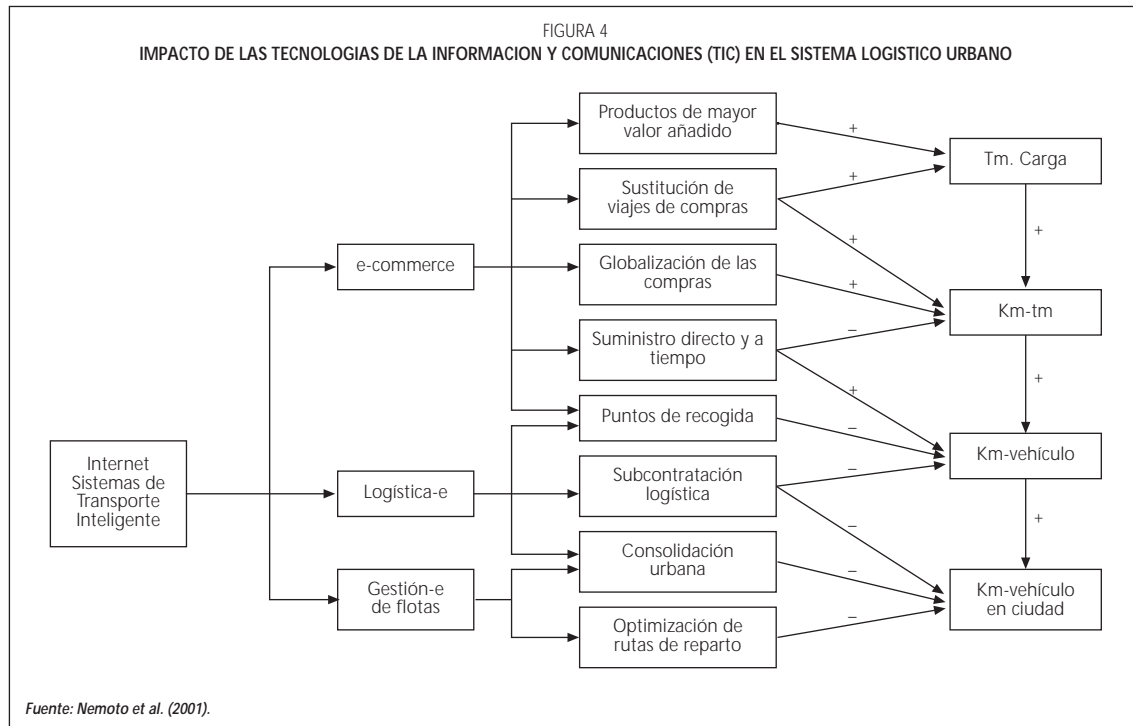 FIGURA 4
IMPACTO DE LAS TECNOLOGIAS DE LA INFORMACION Y COMUNICACIONES (TIC) EN EL SISTEMA LOGISTICO URBANO
Internet
Sistemas de
Transporte
Inteligente
e-commerce
Logística-e
Gestión-e
de flotas
Productos de mayor
valor añadido
Sustitución de
viajes de compras
Globalización de las
compras
Suministro directo y a
tiempo
Puntos de recogida
Subcontratación
logística
Consolidación
urbana
Optimización de
rutas de reparto
+
+
+
+
–
+
–
–
–
–
–
Tm. Carga
+
Km-tm
+
Km-vehículo
+
Km-vehículo
en ciudad
Fuente: Nemoto et al. (2001).